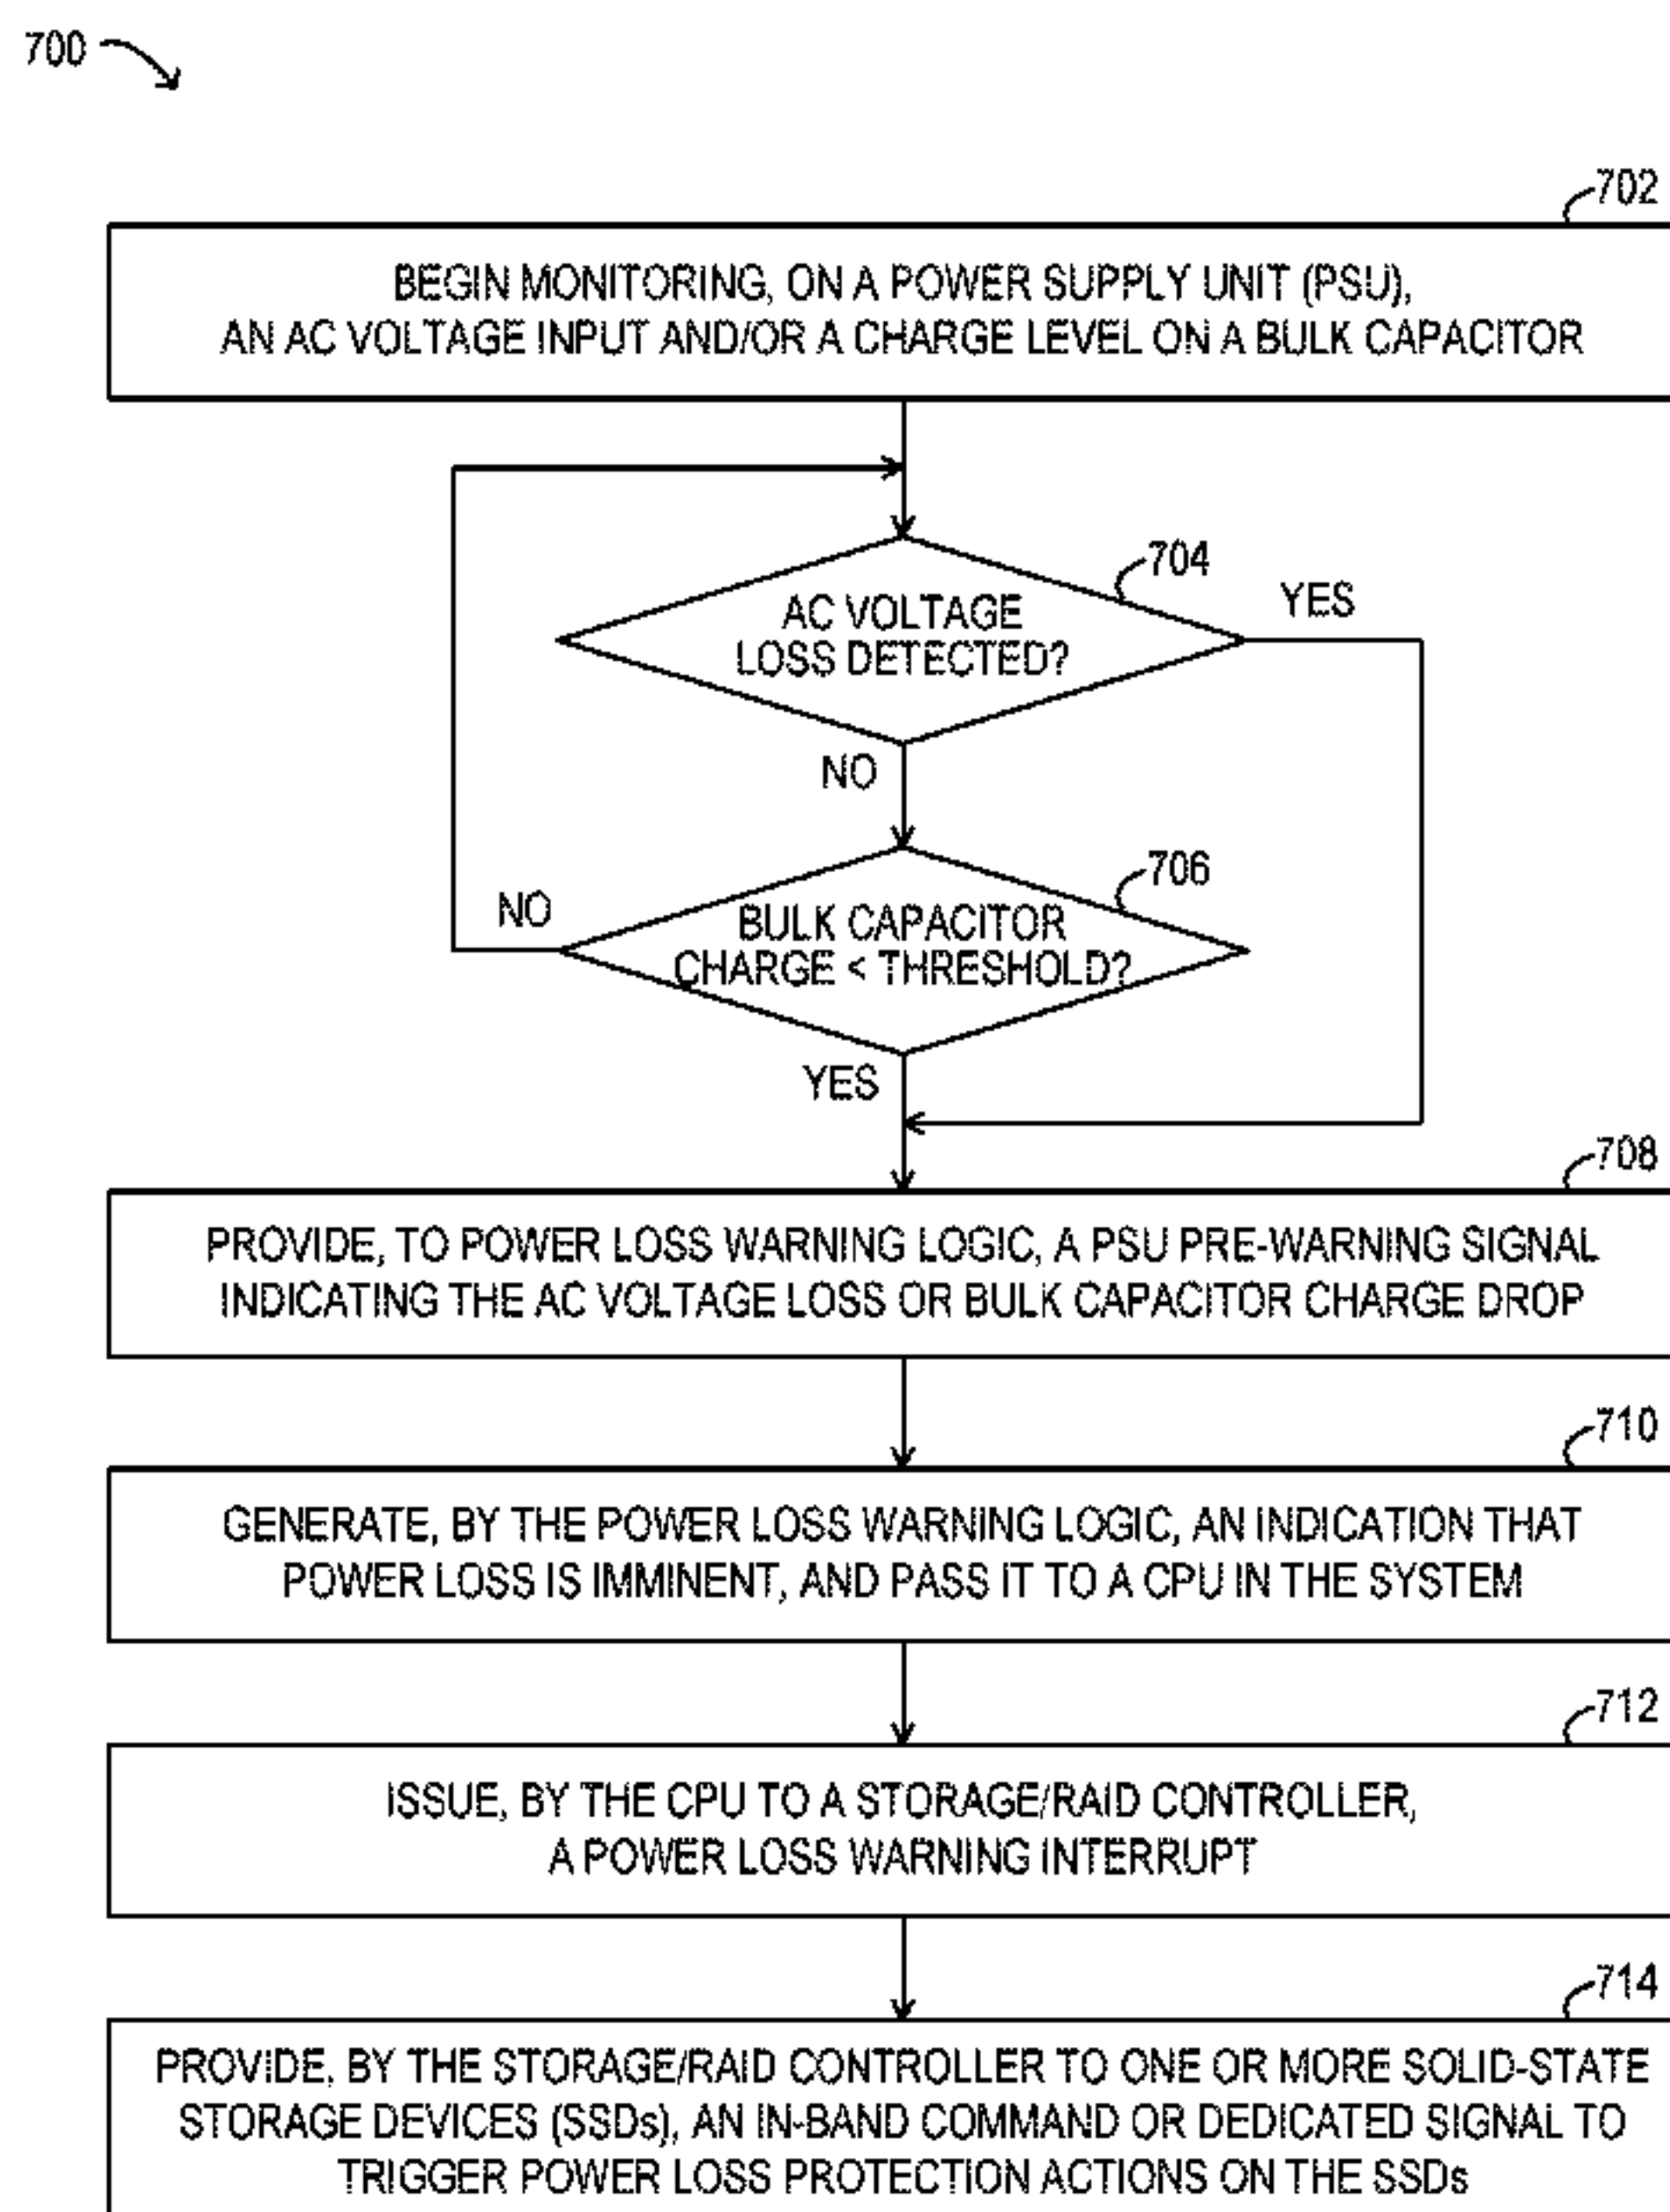 700
702
BEGIN MONITORING, ON A POWER SUPPLY UNIT (PSU),
AN AC VOLTAGE INPUT AND/OR A CHARGE LEVEL ON A BULK CAPACITOR
704
AC VOLTAGE
LOSS DETECTED?
YES
NO
706
BULK CAPACITOR
CHARGE < THRESHOLD?
NO
YES
708
PROVIDE, TO POWER LOSS WARNING LOGIC, A PSU PRE-WARNING SIGNAL
INDICATING THE AC VOLTAGE LOSS OR BULK CAPACITOR CHARGE DROP
710
GENERATE, BY THE POWER LOSS WARNING LOGIC, AN INDICATION THAT
POWER LOSS IS IMMINENT, AND PASS IT TO A CPU IN THE SYSTEM
712
ISSUE, BY THE CPU TO A STORAGE/RAID CONTROLLER,
A POWER LOSS WARNING INTERRUPT
714
PROVIDE, BY THE STORAGE/RAID CONTROLLER TO ONE OR MORE SOLID-STATE
STORAGE DEVICES (SSDs), AN IN-BAND COMMAND OR DEDICATED SIGNAL TO
TRIGGER POWER LOSS PROTECTION ACTIONS ON THE SSDs